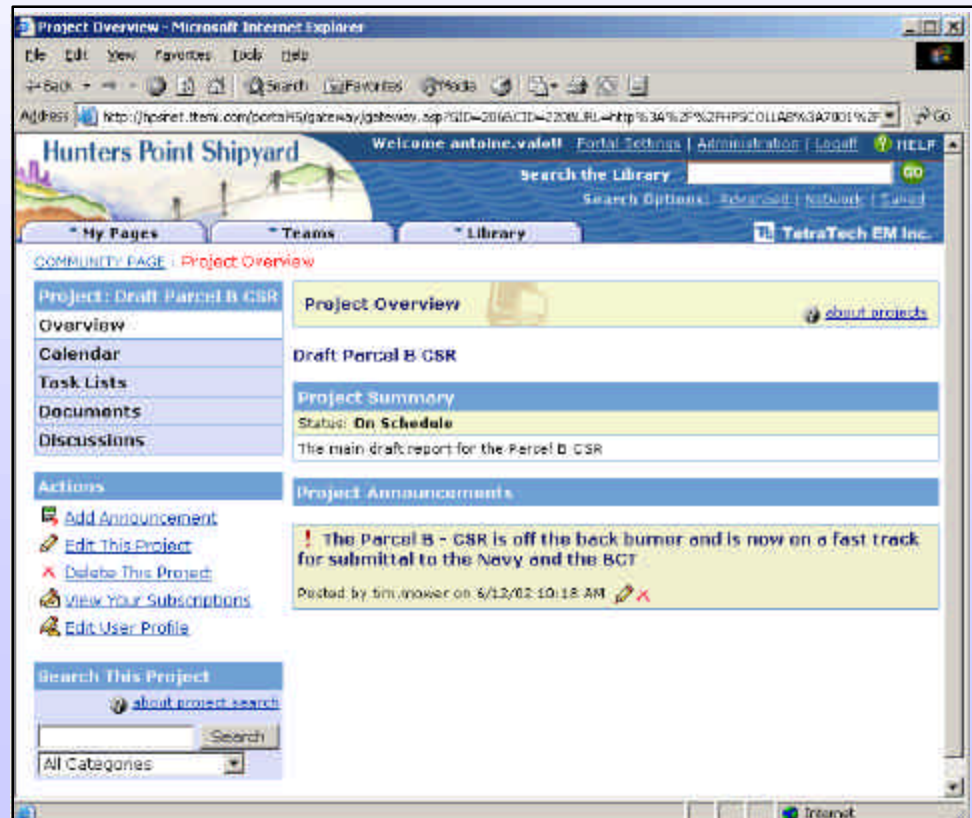 Project Overview - Microsoft Internet Explorer
File Edit View Favorites Tools Help
Back Search Favorites Media
Address Go
Hunters Point Shipyard
Welcome antoine.valoff Portal Settings | Administration | Logoff HELP
Search the Library GO
Search Options: Advanced | Network | Saved
My Pages Teams Library
TetraTech EM Inc.
COMMUNITY PAGE : Project Overview
Project: Draft Parcel B CSR
Overview
Calendar
Task Lists
Documents
Discussions
Actions
Add Announcement
Edit This Project
Delete This Project
View Your Subscriptions
Edit User Profile
Search This Project
about project search
Search
All Categories
Project Overview
about projects
Draft Parcel B CSR
Project Summary
Status: On Schedule
The main draft report for the Parcel B CSR
Project Announcements
! The Parcel B - CSR is off the back burner and is now on a fast track
for submittal to the Navy and the BCT
Posted by tim.mower on 6/12/02 10:18 AM
Internet